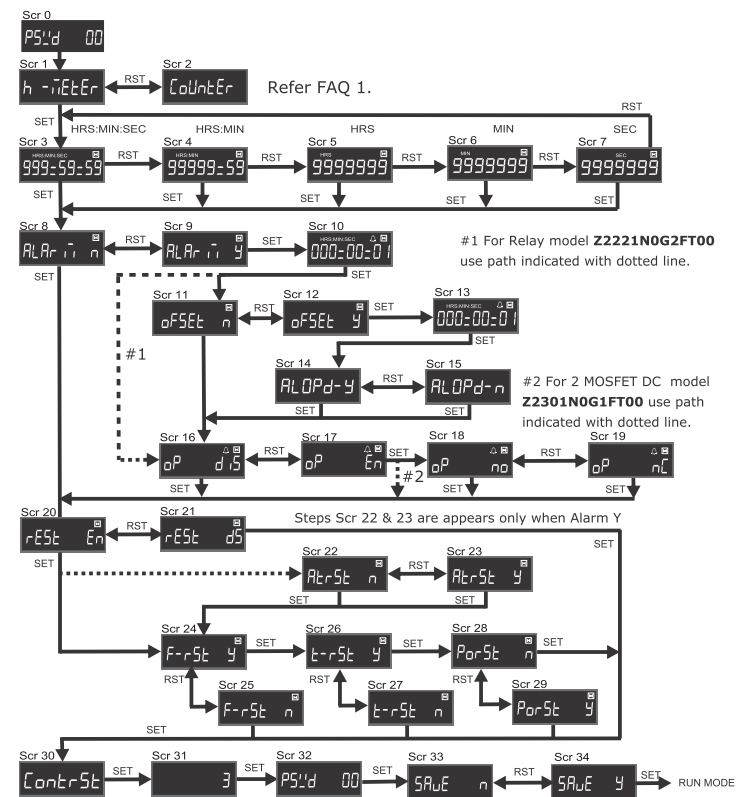 Scr 0
PSWd 00
Scr 1
h -mEtEr
RST
Scr 2
CoUntEr
Refer FAQ 1.
SET
RST
HRS:MIN:SEC
HRS:MIN
HRS
MIN
SEC
Scr 3
HRS:MIN:SEC H
999:59:59
RST
Scr 4
HRS:MIN H
99999:59
RST
Scr 5
HRS H
9999999
RST
Scr 6
MIN H
9999999
RST
Scr 7
SEC H
9999999
SET
SET
SET
SET
SET
Scr 8
H
ALArm n
RST
Scr 9
H
ALArm y
SET
Scr 10
HRS:MIN:SEC H
000:00:01
#1 For Relay model Z2221N0G2FT00
use path indicated with dotted line.
SET
SET
Scr 11
H
oFSEt n
RST
Scr 12
H
oFSEt y
SET
Scr 13
HRS:MIN:SEC H
000:00:01
#1
SET
Scr 14
ALOPd-y
RST
Scr 15
ALOPd-n
SET
SET
#2 For 2 MOSFET DC model
Z2301N0G1FT00 use path
indicated with dotted line.
Scr 16
H
oP diS
RST
Scr 17
H
oP En
SET
#2
Scr 18
H
oP no
RST
Scr 19
H
oP nC
SET
SET
SET
Scr 20
H
rESt En
RST
Scr 21
H
rESt dS
Steps Scr 22 & 23 are appears only when Alarm Y
SET
SET
Scr 22
H
AtrSt n
RST
Scr 23
H
AtrSt y
SET
SET
Scr 24
H
F-rSt y
SET
Scr 26
H
t-rSt y
SET
Scr 28
H
PorSt n
SET
RST
Scr 25
H
F-rSt n
RST
Scr 27
H
t-rSt n
RST
Scr 29
H
PorSt y
SET
Scr 30
ContrSt
SET
Scr 31
3
SET
Scr 32
PSWd 00
SET
Scr 33
SAvE n
RST
Scr 34
SAvE y
SET
RUN MODE